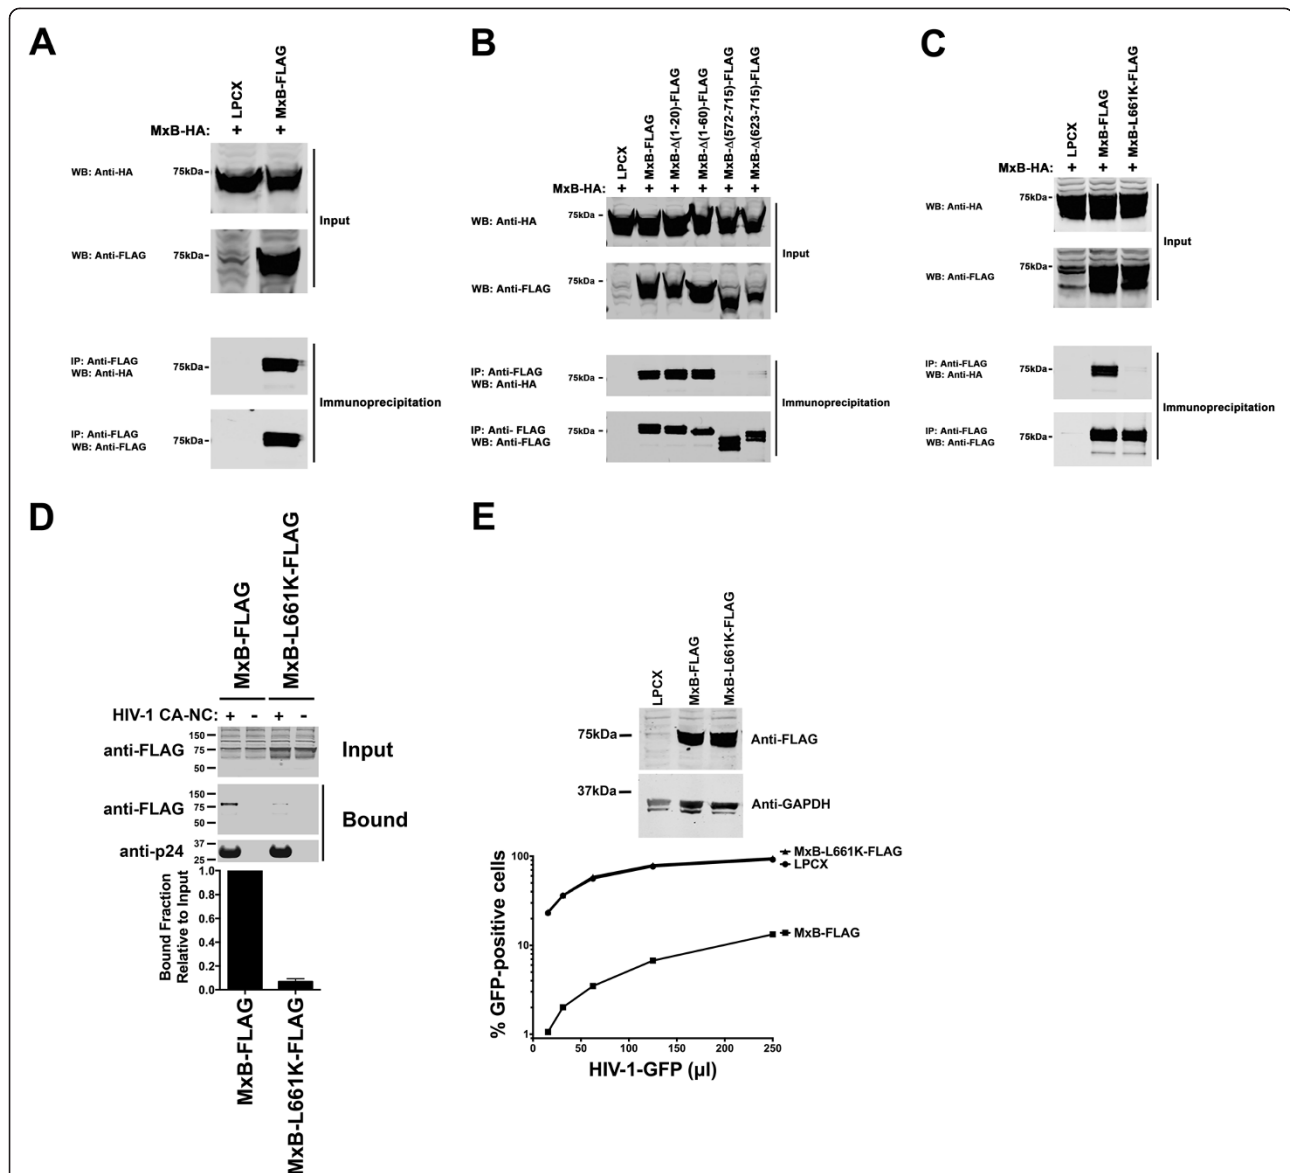 A
+ LPCX
+ MxB-FLAG
MxB-HA:
WB: Anti-HA
75kDa
WB: Anti-FLAG
75kDa
Input
IP: Anti-FLAG
WB: Anti-HA
75kDa
IP: Anti-FLAG
WB: Anti-FLAG
75kDa
Immunoprecipitation
B
+ LPCX
+ MxB-FLAG
+ MxB-Δ(1-20)-FLAG
+ MxB-Δ(1-60)-FLAG
+ MxB-Δ(572-715)-FLAG
+ MxB-Δ(623-715)-FLAG
MxB-HA:
WB: Anti-HA
75kDa
WB: Anti-FLAG
75kDa
Input
IP: Anti-FLAG
WB: Anti-HA
75kDa
IP: Anti- FLAG
WB: Anti-FLAG
75kDa
Immunoprecipitation
C
+ LPCX
+ MxB-FLAG
+ MxB-L661K-FLAG
MxB-HA:
WB: Anti-HA
75kDa
WB: Anti-FLAG
75kDa
Input
IP: Anti-FLAG
WB: Anti-HA
75kDa
IP: Anti-FLAG
WB: Anti-FLAG
75kDa
Immunoprecipitation
D
MxB-FLAG
MxB-L661K-FLAG
HIV-1 CA-NC: + - + -
anti-FLAG
150
75
50
Input
anti-FLAG
150
75
50
Bound
anti-p24
37
25
Bound Fraction
Relative to Input
1.0
0.8
0.6
0.4
0.2
0.0
MxB-FLAG
MxB-L661K-FLAG
E
LPCX
MxB-FLAG
MxB-L661K-FLAG
75kDa
Anti-FLAG
37kDa
Anti-GAPDH
% GFP-positive cells
100
10
1
MxB-L661K-FLAG
LPCX
MxB-FLAG
0 50 100 150 200 250
HIV-1-GFP (μl)